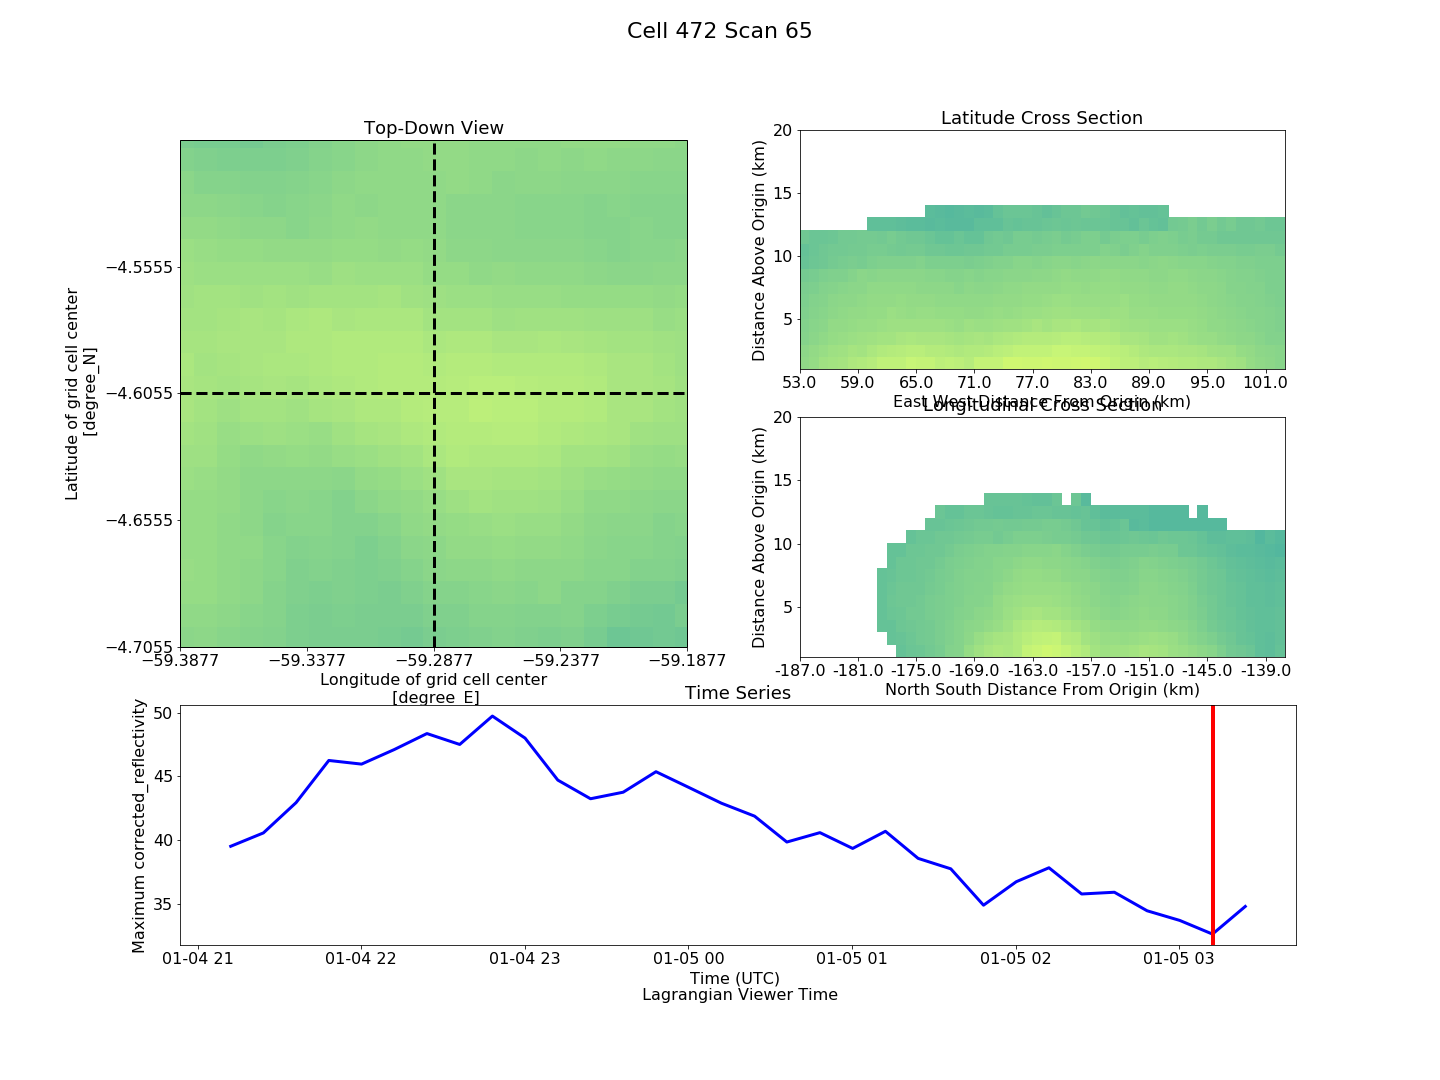 Cell 472 Scan 65
Top-Down View
Latitude of grid cell center
[degree_N]
−4.5555
−4.6055
−4.6555
−4.7055
−59.3877 −59.3377 −59.2877 −59.2377 −59.1877
Longitude of grid cell center
[degree_E]
Latitude Cross Section
Distance Above Origin (km)
20
15
10
5
53.0 59.0 65.0 71.0 77.0 83.0 89.0 95.0 101.0
East West Distance From Origin (km)
Longitudinal Cross Section
Distance Above Origin (km)
20
15
10
5
-187.0 -181.0 -175.0 -169.0 -163.0 -157.0 -151.0 -145.0 -139.0
North South Distance From Origin (km)
Time Series
Maximum corrected_reflectivity
50
45
40
35
01-04 21 01-04 22 01-04 23 01-05 00 01-05 01 01-05 02 01-05 03
Time (UTC)
Lagrangian Viewer Time